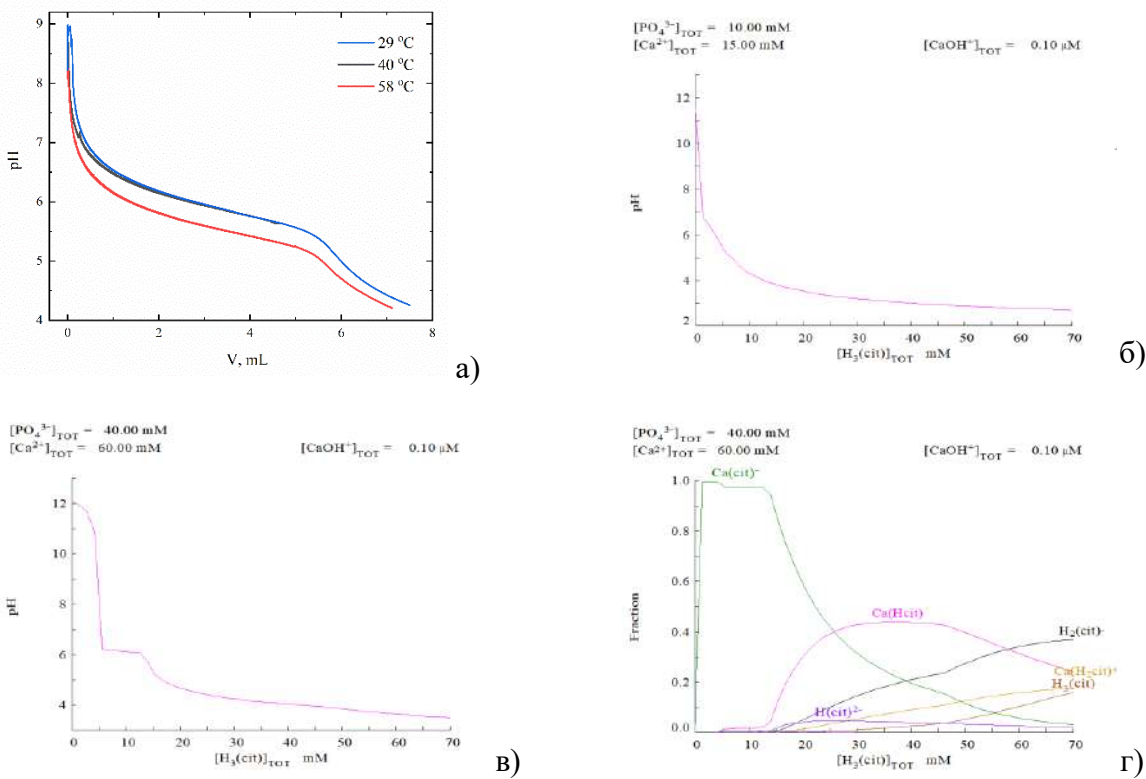 9
8
7
6
5
4
pH
29 °C
40 °C
58 °C
0
2
4
6
8
V, mL
а)
[PO₄³⁻]TOT = 10.00 mM
[Ca²⁺]TOT = 15.00 mM
[CaOH⁺]TOT = 0.10 µM
12
10
8
6
4
2
pH
0
10
20
30
40
50
60
70
[H₃(cit)]TOT mM
б)
[PO₄³⁻]TOT = 40.00 mM
[Ca²⁺]TOT = 60.00 mM
[CaOH⁺]TOT = 0.10 µM
12
10
8
6
4
pH
0
10
20
30
40
50
60
70
[H₃(cit)]TOT mM
в)
[PO₄³⁻]TOT = 40.00 mM
[Ca²⁺]TOT = 60.00 mM
[CaOH⁺]TOT = 0.10 µM
Ca(cit)⁻
1.0
0.8
0.6
0.4
0.2
0.0
Fraction
Ca(Hcit)
H₂(cit)⁻
Ca(H₂cit)⁺
H₃(cit)
H(cit)²⁻
0
10
20
30
40
50
60
70
[H₃(cit)]TOT mM
г)